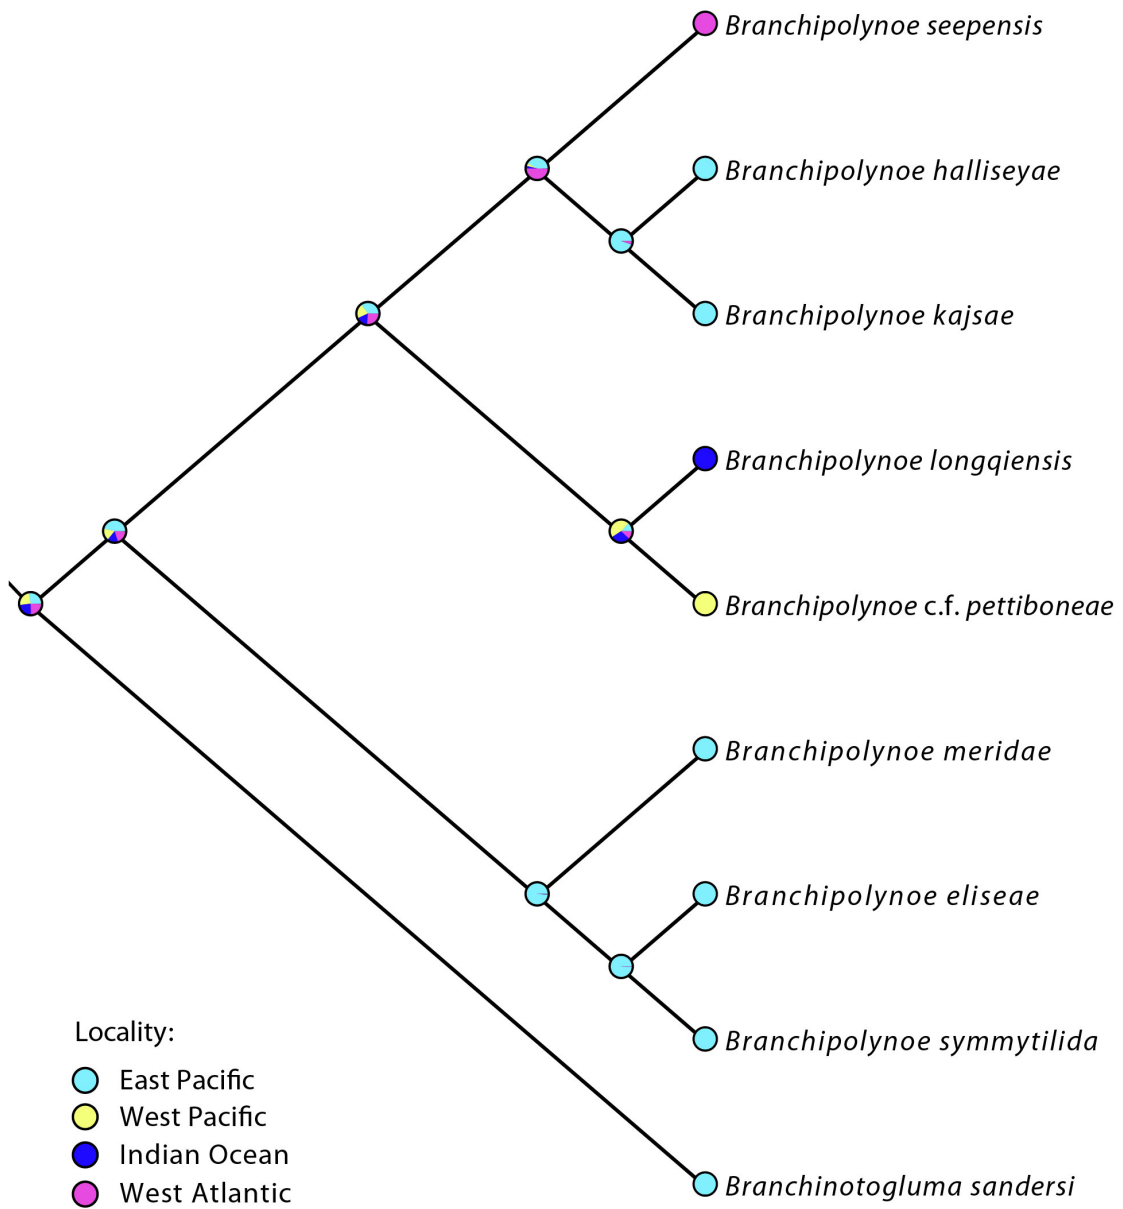 Branchipolynoe seepensis
Branchipolynoe halliseyae
Branchipolynoe kajsae
Branchipolynoe longqiensis
Branchipolynoe c.f. pettiboneae
Branchipolynoe meridae
Branchipolynoe eliseae
Branchipolynoe symmytilida
Branchinotogluma sandersi
Locality:
East Pacific
West Pacific
Indian Ocean
West Atlantic